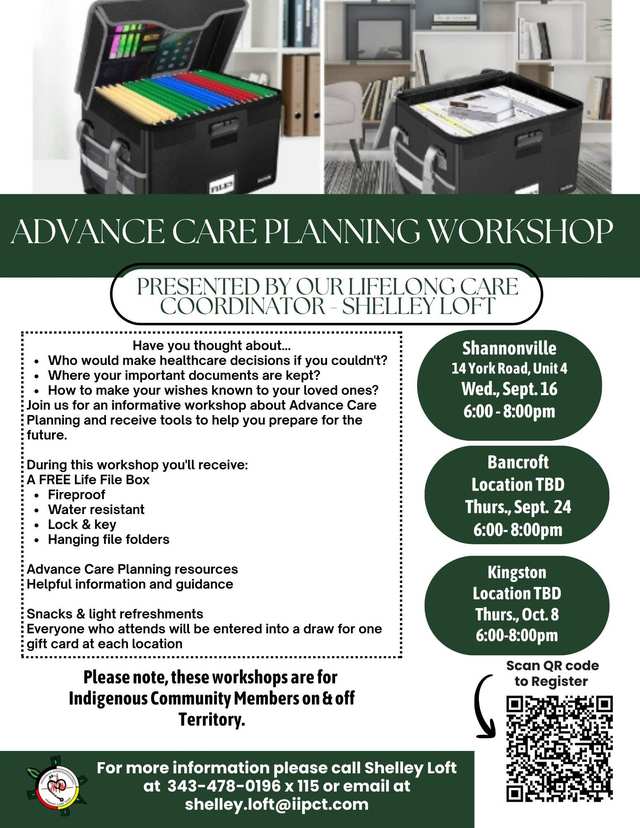 FILES
ADVANCE CARE PLANNING WORKSHOP
PRESENTED BY OUR LIFELONG CARE
COORDINATOR - SHELLEY LOFT
Have you thought about...
• Who would make healthcare decisions if you couldn't?
• Where your important documents are kept?
• How to make your wishes known to your loved ones?
Join us for an informative workshop about Advance Care
Planning and receive tools to help you prepare for the
future.
During this workshop you'll receive:
A FREE Life File Box
• Fireproof
• Water resistant
• Lock & key
• Hanging file folders
Advance Care Planning resources
Helpful information and guidance
Snacks & light refreshments
Everyone who attends will be entered into a draw for one
gift card at each location
Shannonville
14 York Road, Unit 4
Wed., Sept. 16
6:00 - 8:00pm
Bancroft
Location TBD
Thurs., Sept. 24
6:00- 8:00pm
Kingston
Location TBD
Thurs., Oct. 8
6:00-8:00pm
Please note, these workshops are for
Indigenous Community Members on & off
Territory.
Scan QR code
to Register
For more information please call Shelley Loft
at 343-478-0196 x 115 or email at
shelley.loft@iipct.com